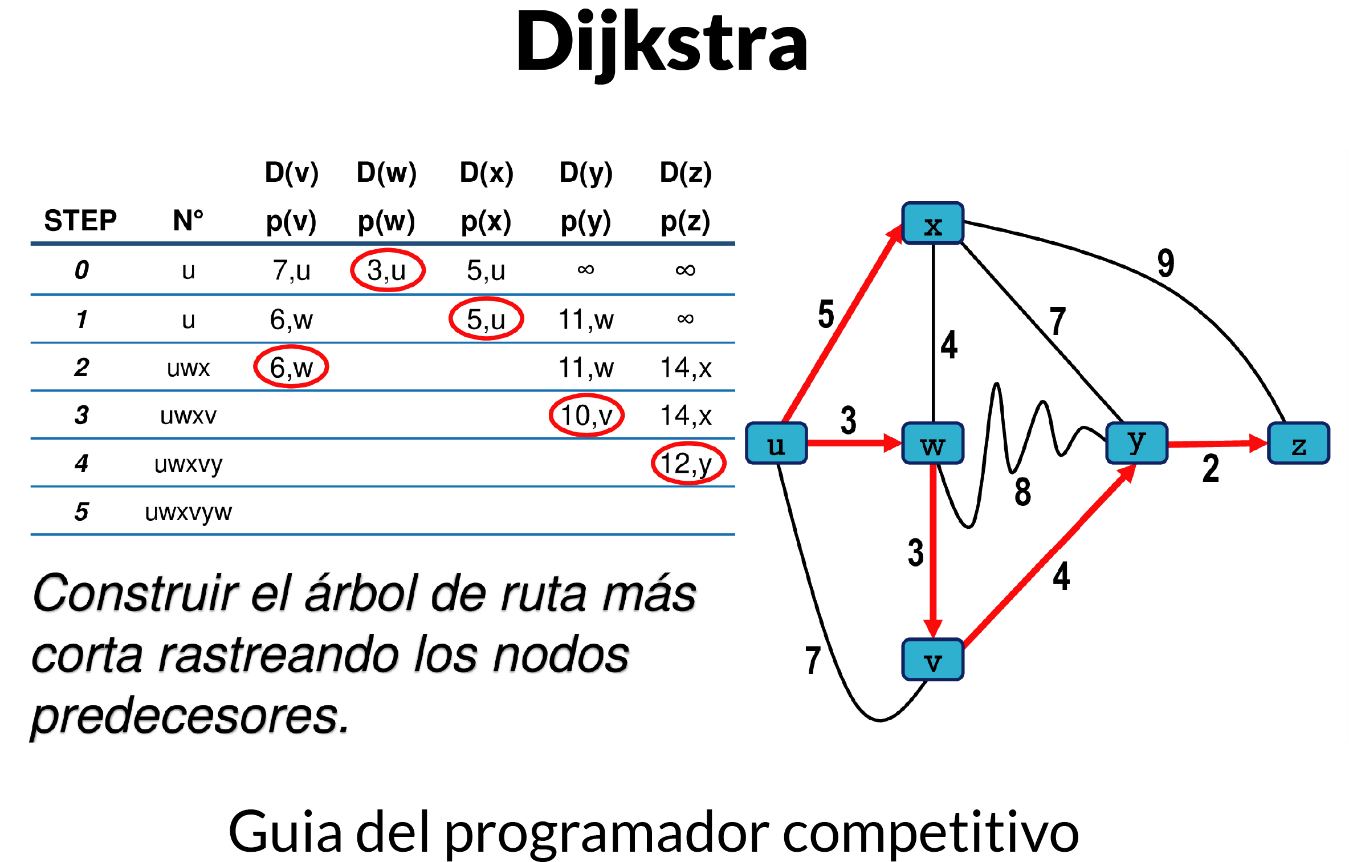 Dijkstra
D(v) D(w) D(x) D(y) D(z)
STEP N° p(v) p(w) p(x) p(y) p(z)
0 u 7,u 3,u 5,u ∞ ∞
1 u 6,w 5,u 11,w ∞
2 uwx 6,w 11,w 14,x
3 uwxv 10,v 14,x
4 uwxvy 12,y
5 uwxvyw
Construir el árbol de ruta más
corta rastreando los nodos
predecesores.
x
9
5
7
4
u
3
w
y
2
z
8
3
4
7
v
Guia del programador competitivo